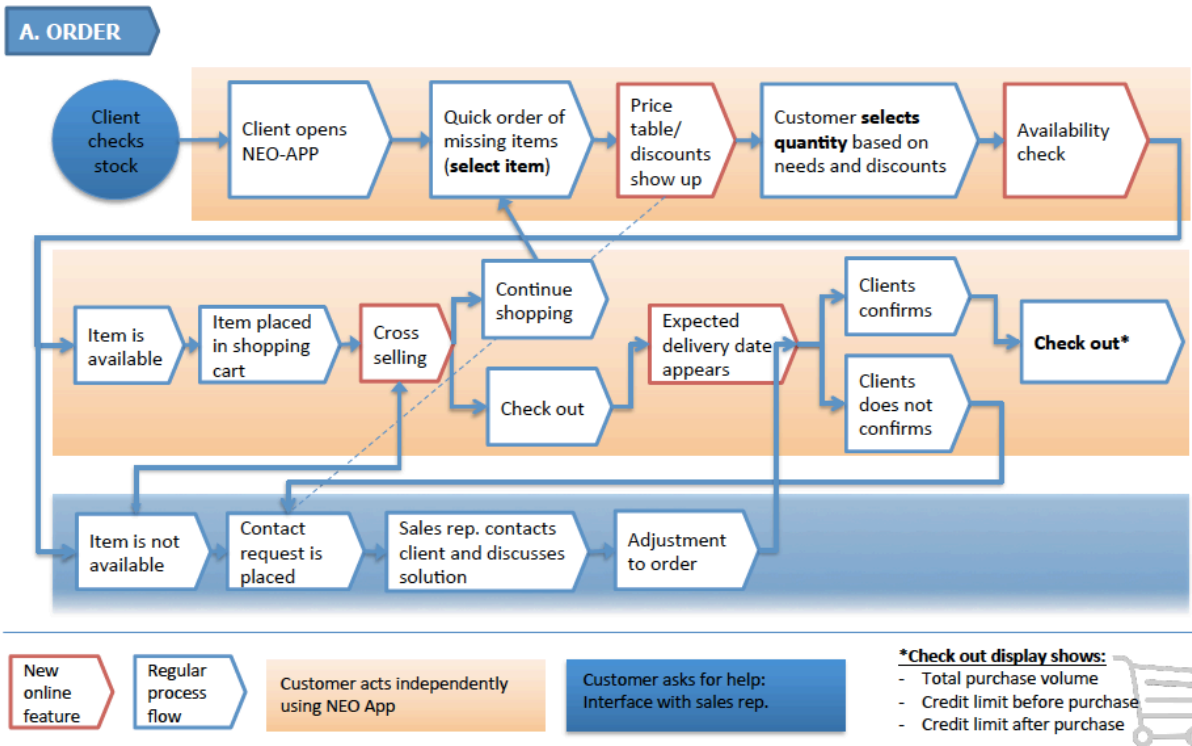 A. ORDER
Client
checks
stock
Client opens
NEO-APP
Quick order of
missing items
(select item)
Price
table/
discounts
show up
Customer selects
quantity based on
needs and discounts
Availability
check
Item is
available
Item placed
in shopping
cart
Cross
selling
Continue
shopping
Check out
Expected
delivery date
appears
Clients
confirms
Clients
does not
confirms
Check out*
Item is not
available
Contact
request is
placed
Sales rep. contacts
client and discusses
solution
Adjustment
to order
New
online
feature
Regular
process
flow
Customer acts independently
using NEO App
Customer asks for help:
Interface with sales rep.
*Check out display shows:
- Total purchase volume
- Credit limit before purchase
- Credit limit after purchase